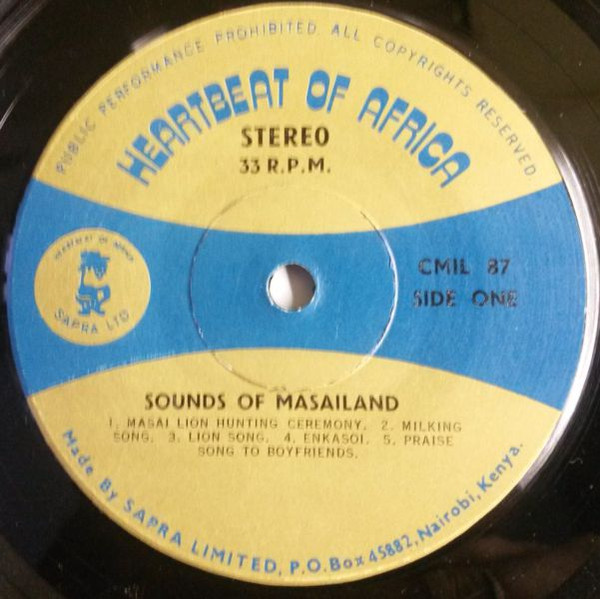 PUBLIC PERFORMANCE PROHIBITED ALL COPYRIGHTS RESERVED
HEARTBEAT OF AFRICA
STEREO
33 R.P.M.
HEARTBEAT OF AFRICA
SAPRA LTD
CMIL 87
SIDE ONE
SOUNDS OF MASAILAND
1. MASAI LION HUNTING CEREMONY. 2. MILKING
SONG. 3. LION SONG. 4. ENKASOI. 5. PRAISE
SONG TO BOYFRIENDS.
Made By SAPRA LIMITED, P.O.Box 45882, Nairobi, Kenya.